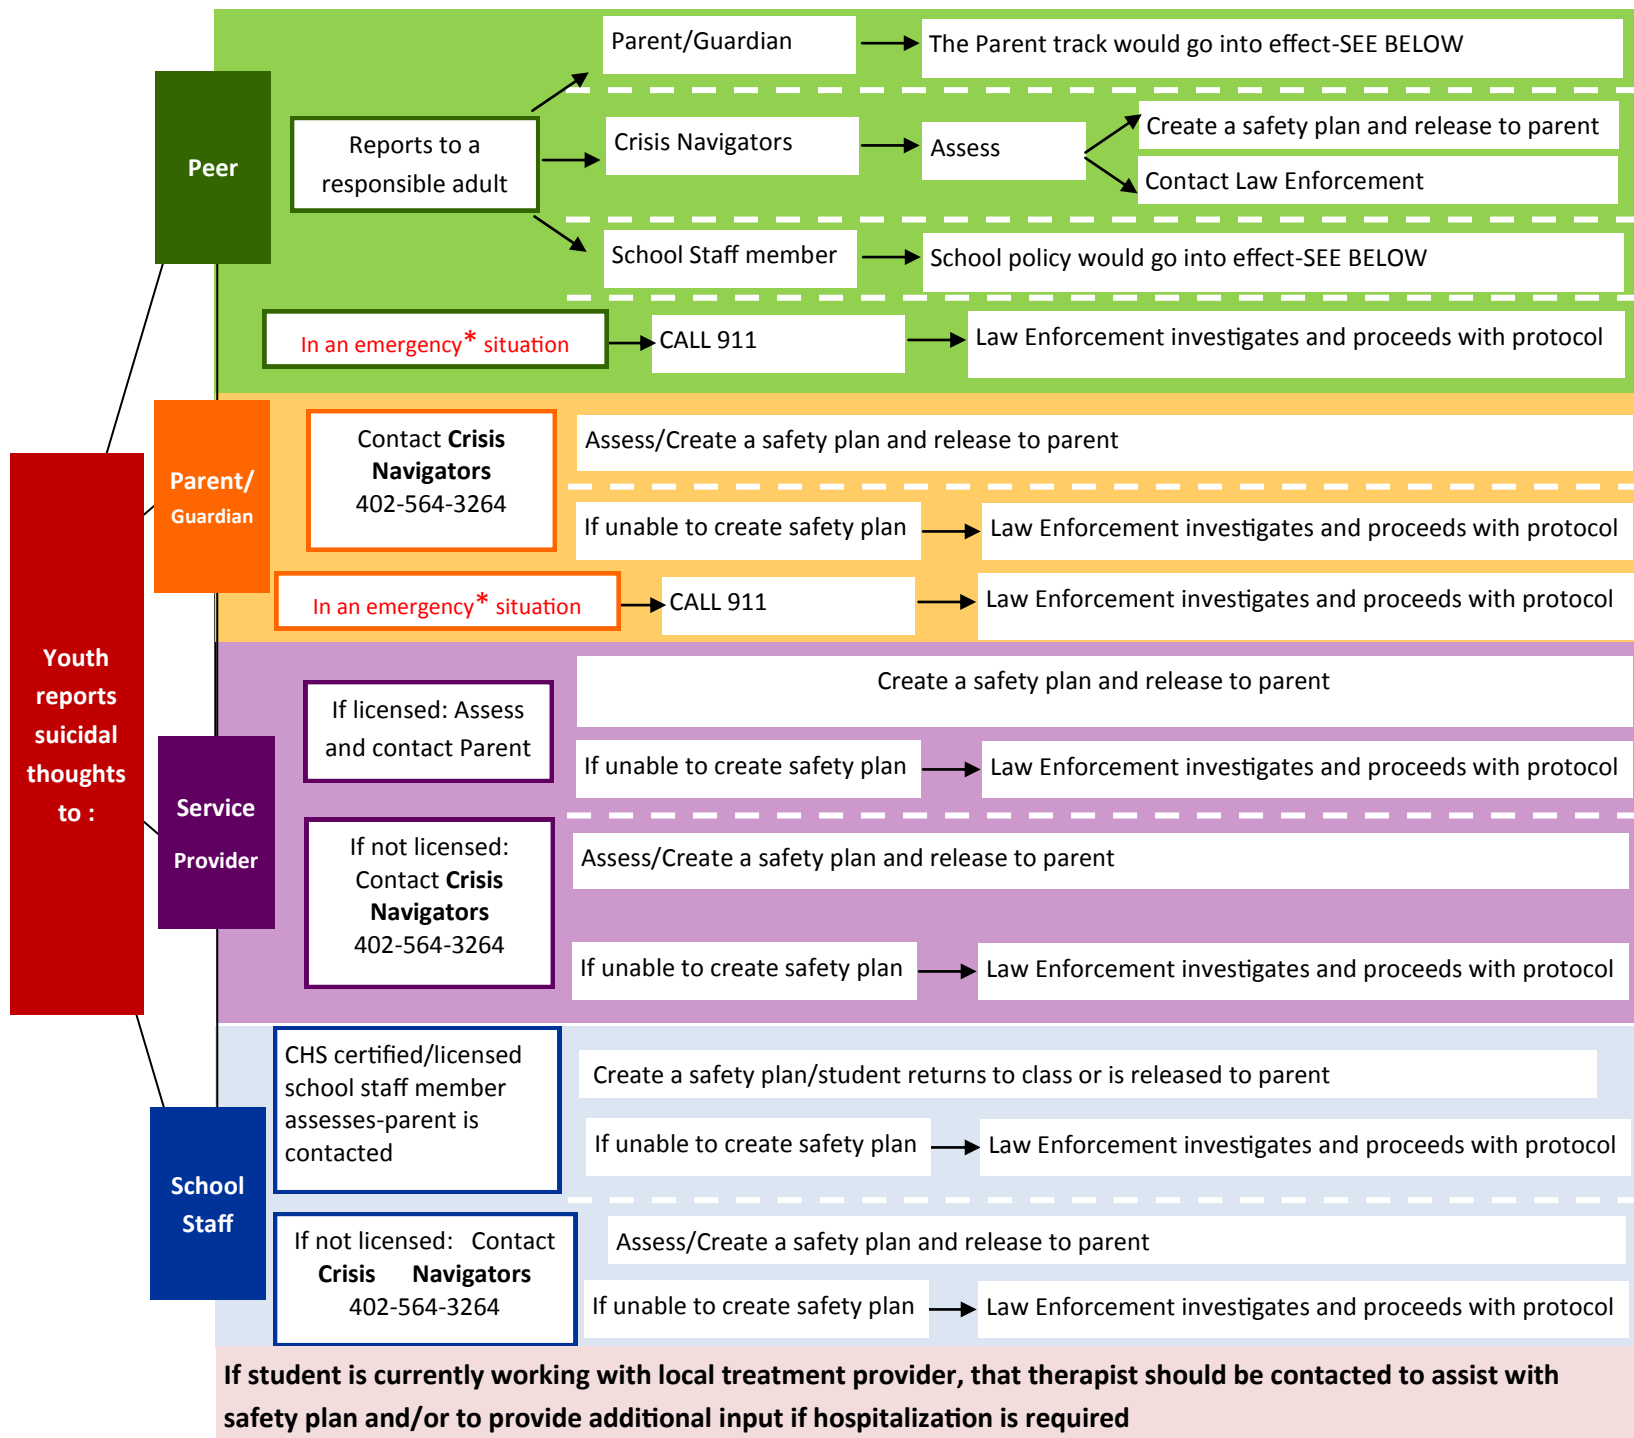 Youth
reports
suicidal
thoughts
to :
Peer
Reports to a
responsible adult
Parent/Guardian
The Parent track would go into effect-SEE BELOW
Crisis Navigators
Assess
Create a safety plan and release to parent
Contact Law Enforcement
School Staff member
School policy would go into effect-SEE BELOW
In an emergency* situation
CALL 911
Law Enforcement investigates and proceeds with protocol
Parent/
Guardian
Contact Crisis
Navigators
402-564-3264
Assess/Create a safety plan and release to parent
If unable to create safety plan
Law Enforcement investigates and proceeds with protocol
In an emergency* situation
CALL 911
Law Enforcement investigates and proceeds with protocol
Service
Provider
If licensed: Assess
and contact Parent
Create a safety plan and release to parent
If unable to create safety plan
Law Enforcement investigates and proceeds with protocol
If not licensed:
Contact Crisis
Navigators
402-564-3264
Assess/Create a safety plan and release to parent
If unable to create safety plan
Law Enforcement investigates and proceeds with protocol
School
Staff
CHS certified/licensed
school staff member
assesses-parent is
contacted
Create a safety plan/student returns to class or is released to parent
If unable to create safety plan
Law Enforcement investigates and proceeds with protocol
If not licensed: Contact
Crisis Navigators
402-564-3264
Assess/Create a safety plan and release to parent
If unable to create safety plan
Law Enforcement investigates and proceeds with protocol
If student is currently working with local treatment provider, that therapist should be contacted to assist with
safety plan and/or to provide additional input if hospitalization is required